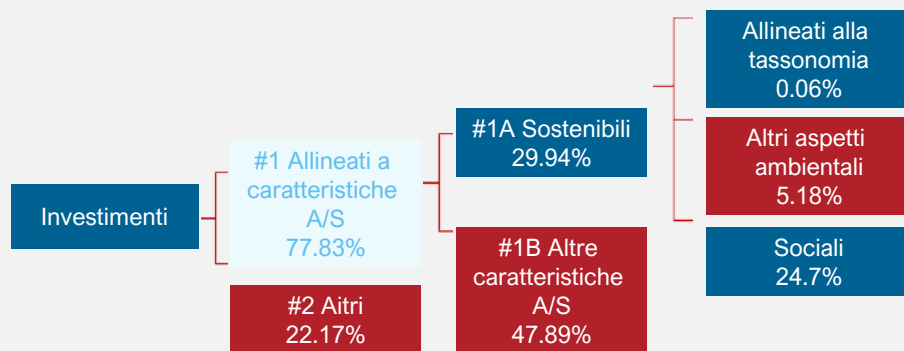 Investimenti
#1 Allineati a
caratteristiche
A/S
77.83%
#2 Aitri
22.17%
#1A Sostenibili
29.94%
#1B Altre
caratteristiche
A/S
47.89%
Allineati alla
tassonomia
0.06%
Altri aspetti
ambientali
5.18%
Sociali
24.7%